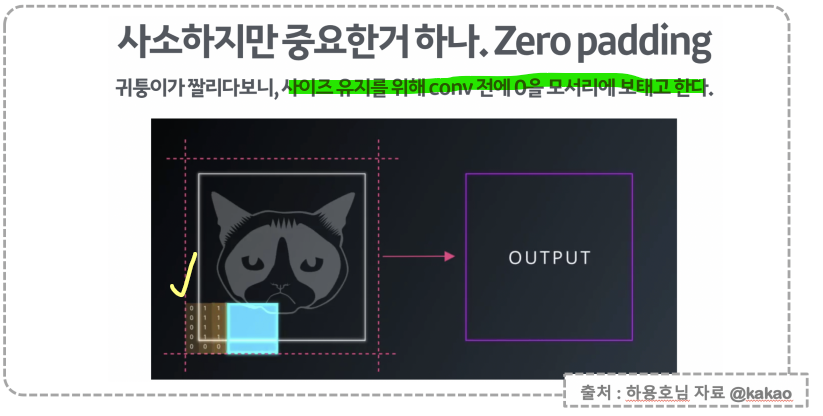 사소하지만 중요한거 하나. Zero padding
귀퉁이가 짤리다보니, 사이즈 유지를 위해 conv 전에 0을 모서리에 보태고 한다.
OUTPUT
0 1 1
0 1 1
0 1 1
0 1 1
0 0 0
출처 : 하용호님 자료 @kakao